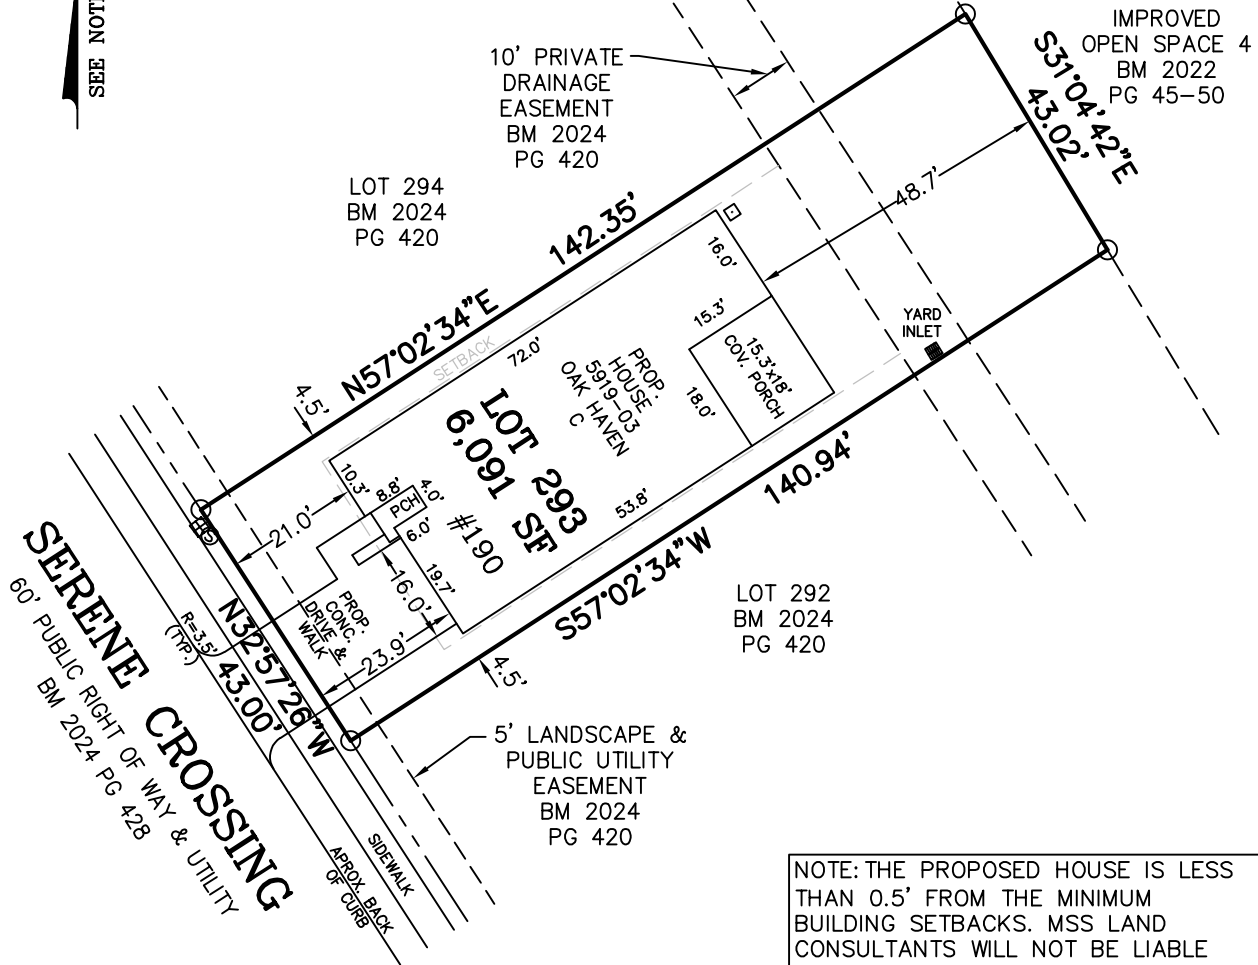 SEE NOT
10' PRIVATE
DRAINAGE
EASEMENT
BM 2024
PG 420
IMPROVED
OPEN SPACE 4
BM 2022
PG 45-50
S31°04'42"E
43.02'
LOT 294
BM 2024
PG 420
142.35'
N57°02'34"E
48.7'
16.0'
15.3'
YARD
INLET
15.3'x18'
COV. PORCH
18.0'
SETBACK
72.0'
PROP.
HOUSE
5919-03
OAK HAVEN
C
4.5'
LOT 293
6,091 SF
#190
53.8'
140.94'
S57°02'34"W
10.3'
8.8'
4.0'
PCH
6.0'
21.0'
16.0'
19.7'
PROP.
CONC.
DRIVE &
WALK
23.9'
4.5'
R=3.5'
(TYP.)
N32°57'26"W
43.00'
LOT 292
BM 2024
PG 420
SERENE CROSSING
60' PUBLIC RIGHT OF WAY & UTILITY
BM 2024 PG 428
5' LANDSCAPE &
PUBLIC UTILITY
EASEMENT
BM 2024
PG 420
SIDEWALK
APROX. BACK
OF CURB
NOTE: THE PROPOSED HOUSE IS LESS
THAN 0.5' FROM THE MINIMUM
BUILDING SETBACKS. MSS LAND
CONSULTANTS WILL NOT BE LIABLE